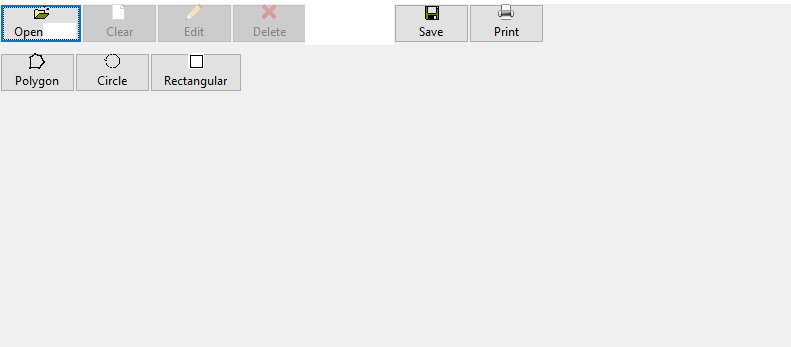 Open Clear Edit Delete Save Print
Polygon Circle Rectangular